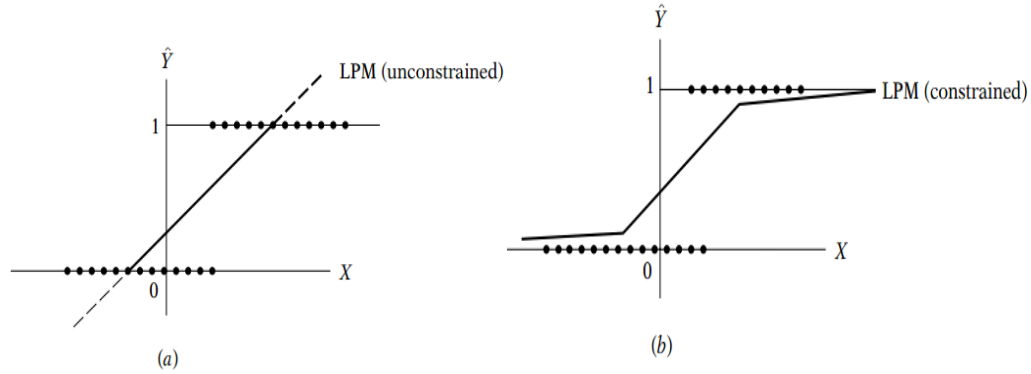 Ŷ
LPM (unconstrained)
1
X
0
(a)
Ŷ
1
LPM (constrained)
X
0
(b)